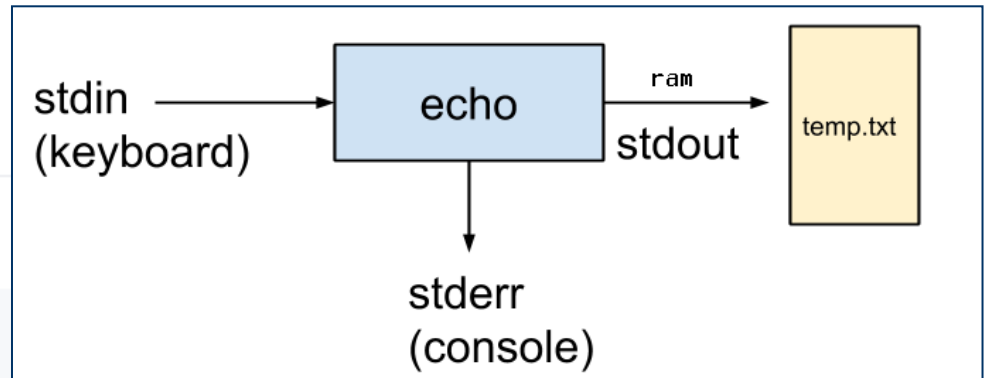 stdin
(keyboard)
echo
ram
stdout
temp.txt
stderr
(console)